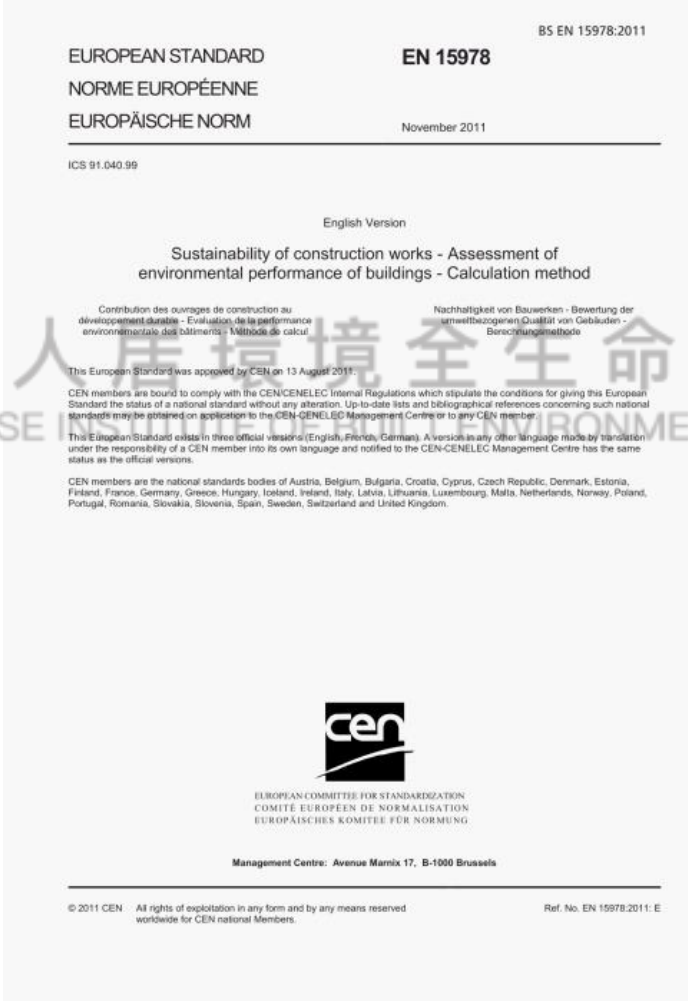 BS EN 15978:2011
EUROPEAN STANDARD
NORME EUROPÉENNE
EUROPÄISCHE NORM
EN 15978
November 2011
ICS 91.040.99
English Version
Sustainability of construction works - Assessment of
environmental performance of buildings - Calculation method
Contribution des ouvrages de construction au
développement durable - Evaluation de la performance
environnementale des bâtiments - Méthode de calcul
Nachhaltigkeit von Bauwerken - Bewertung der
umweltbezogenen Qualität von Gebäuden -
Berechnungsmethode
人居環境全生命
This European Standard was approved by CEN on 13 August 2011.
CEN members are bound to comply with the CEN/CENELEC Internal Regulations which stipulate the conditions for giving this European
Standard the status of a national standard without any alteration. Up-to-date lists and bibliographical references concerning such national
standards may be obtained on application to the CEN-CENELEC Management Centre or to any CEN member.
This European Standard exists in three official versions (English, French, German). A version in any other language made by translation
under the responsibility of a CEN member into its own language and notified to the CEN-CENELEC Management Centre has the same
status as the official versions.
CEN members are the national standards bodies of Austria, Belgium, Bulgaria, Croatia, Cyprus, Czech Republic, Denmark, Estonia,
Finland, France, Germany, Greece, Hungary, Iceland, Ireland, Italy, Latvia, Lithuania, Luxembourg, Malta, Netherlands, Norway, Poland,
Portugal, Romania, Slovakia, Slovenia, Spain, Sweden, Switzerland and United Kingdom.
cen
EUROPEAN COMMITTEE FOR STANDARDIZATION
COMITÉ EUROPÉEN DE NORMALISATION
EUROPÄISCHES KOMITEE FÜR NORMUNG
Management Centre: Avenue Marnix 17, B-1000 Brussels
© 2011 CEN All rights of exploitation in any form and by any means reserved
worldwide for CEN national Members.
Ref. No. EN 15978:2011: E